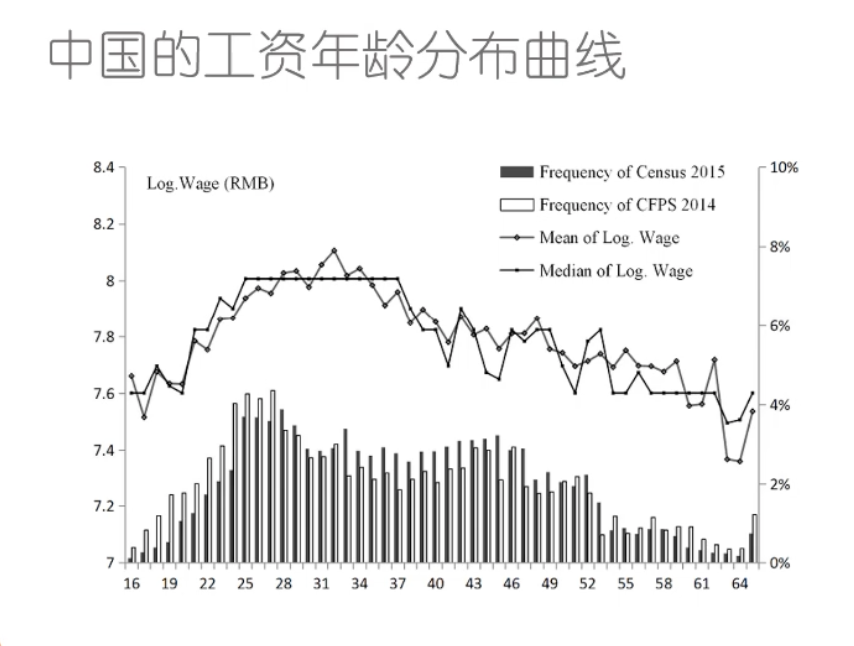 中国的工资年龄分布曲线
Log.Wage (RMB)
Frequency of Census 2015
Frequency of CFPS 2014
Mean of Log. Wage
Median of Log. Wage
8.4
8.2
8
7.8
7.6
7.4
7.2
7
10%
8%
6%
4%
2%
0%
16 19 22 25 28 31 34 37 40 43 46 49 52 55 58 61 64